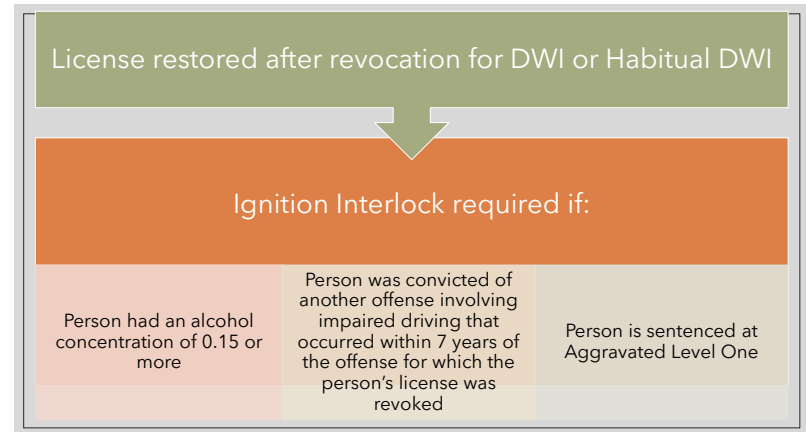 License restored after revocation for DWI or Habitual DWI
Ignition Interlock required if:
Person had an alcohol
concentration of 0.15 or
more
Person was convicted of
another offense involving
impaired driving that
occurred within 7 years of
the offense for which the
person's license was
revoked
Person is sentenced at
Aggravated Level One